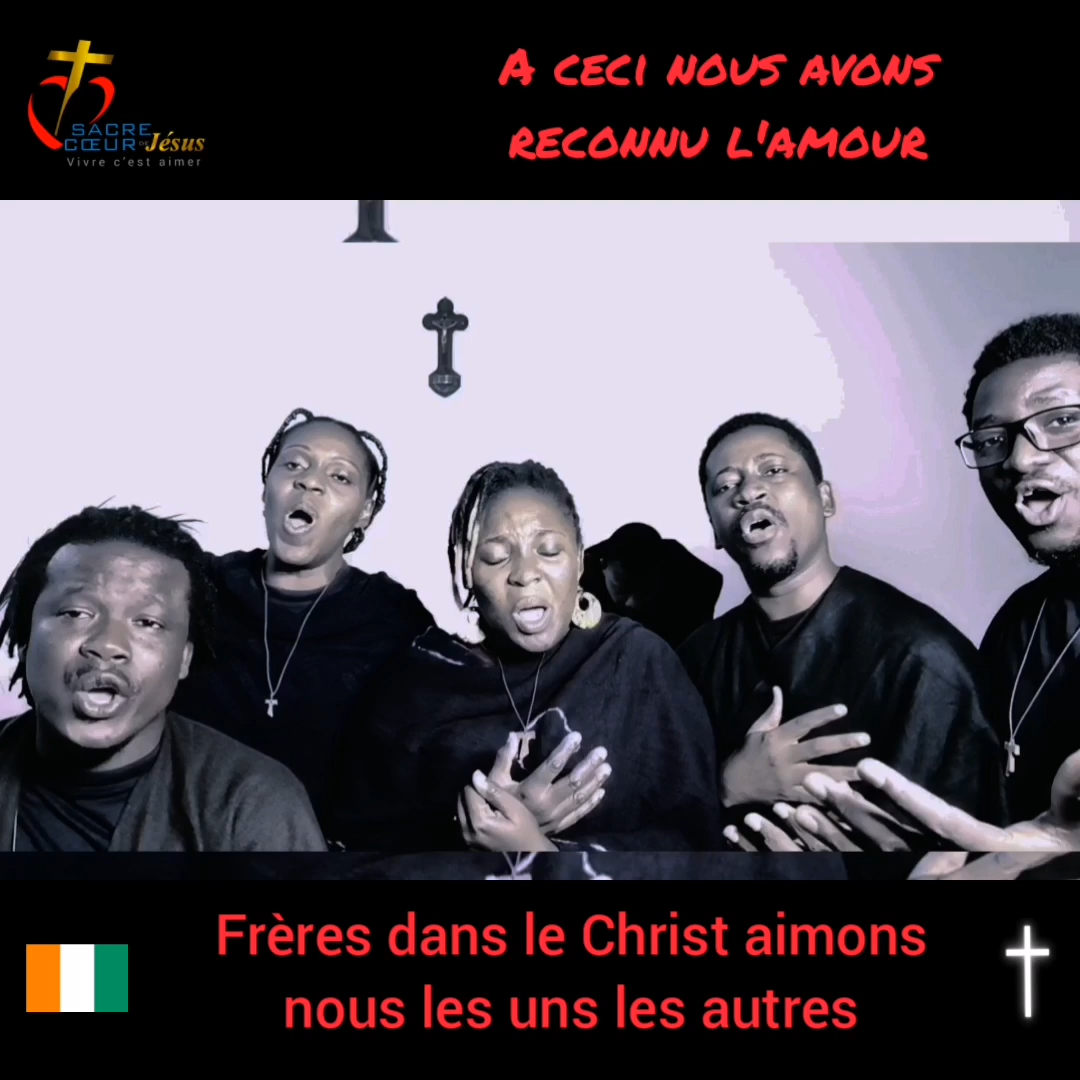 A CECI NOUS AVONS
RECONNU L'AMOUR
SACRE
CŒUR DE Jésus
Vivre c'est aimer
Frères dans le Christ aimons
nous les uns les autres